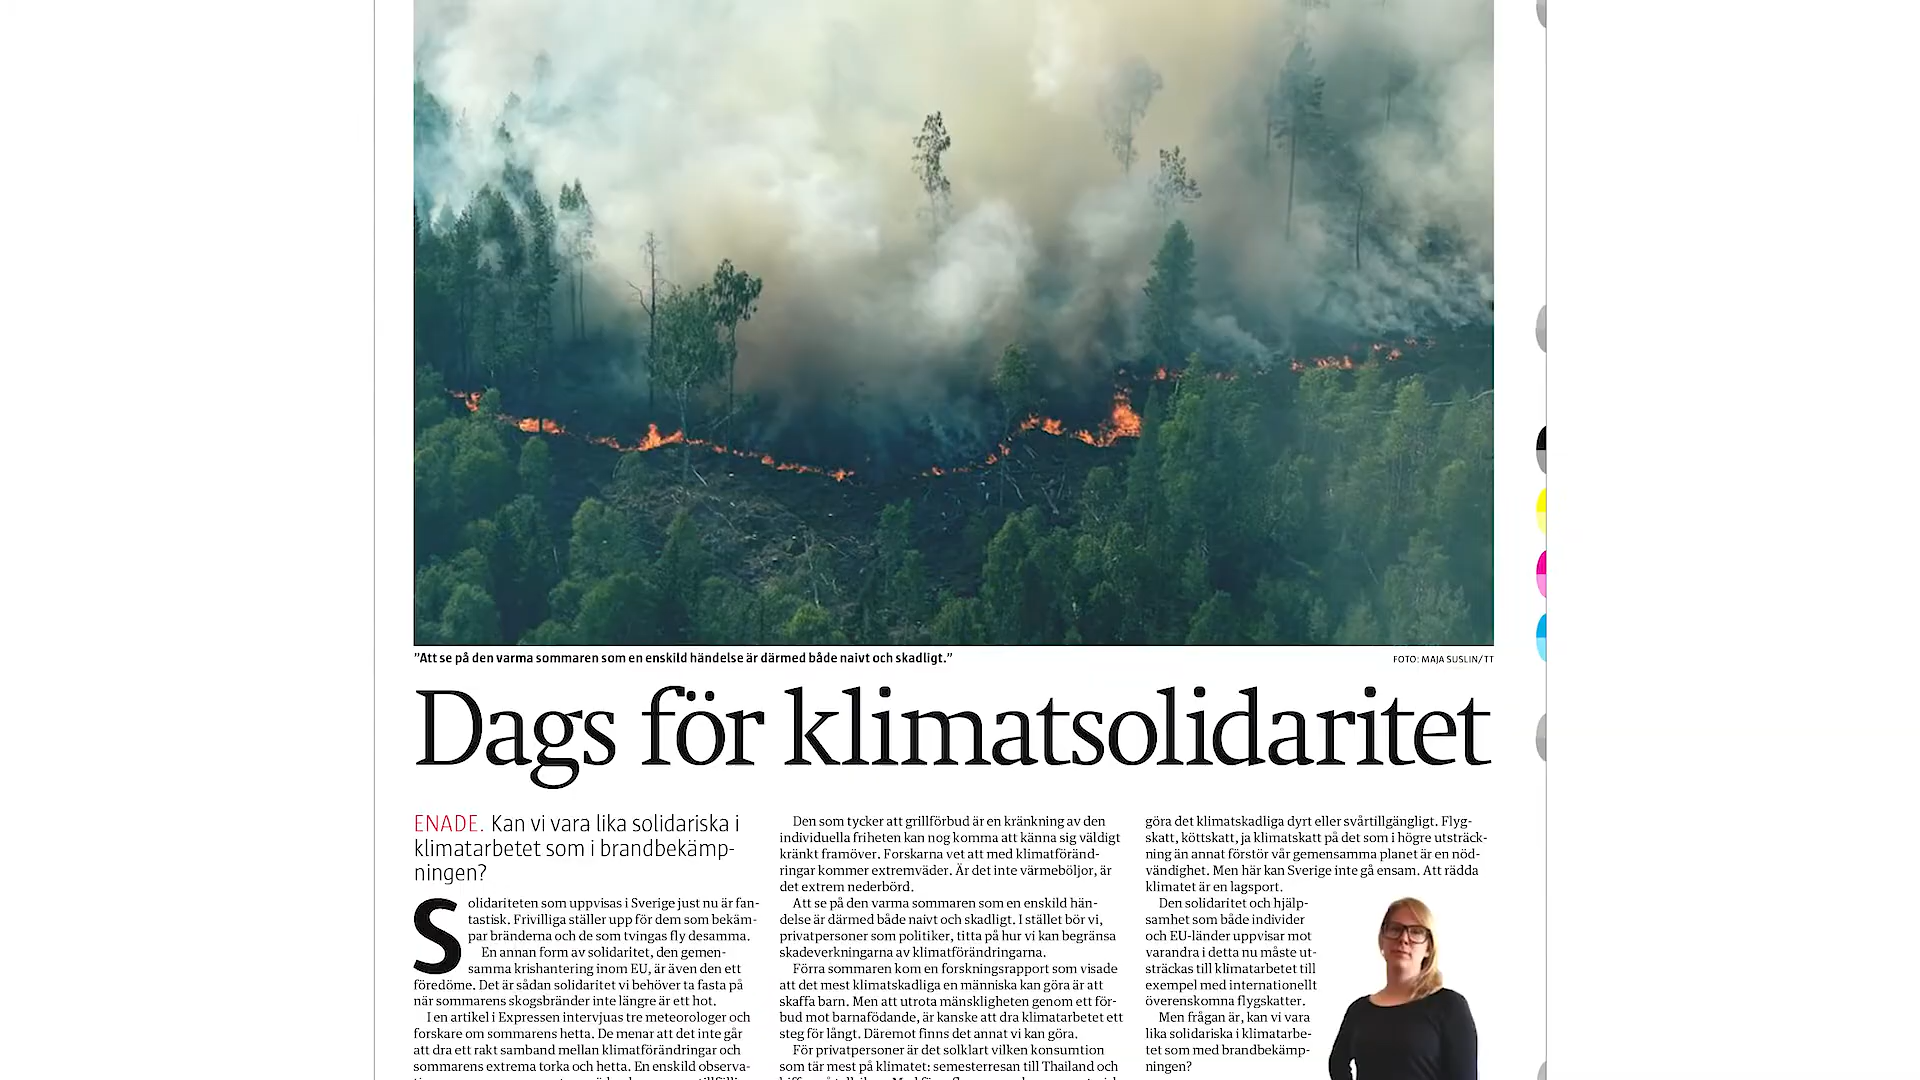 "Att se på den varma sommaren som en enskild händelse är därmed både naivt och skadligt."
FOTO: MAJA SUSLIN/TT
Dags för klimatsolidaritet
ENADE. Kan vi vara lika solidariska i
klimatarbetet som i brandbekämp-
ningen?
Solidariteten som uppvisas i Sverige just nu är fan-
tastisk. Frivilliga ställer upp för dem som bekäm-
par bränderna och de som tvingas fly desamma.
En annan form av solidaritet, den gemen-
samma krishantering inom EU, är även den ett
föredöme. Det är sådan solidaritet vi behöver ta fasta på
när sommarens skogsbränder inte längre är ett hot.
I en artikel i Expressen intervjuas tre meteorologer och
forskare om sommarens hetta. De menar att det inte går
att dra ett rakt samband mellan klimatförändringar och
sommarens extrema torka och hetta. En enskild observa-
Den som tycker att grillförbud är en kränkning av den
individuella friheten kan nog komma att känna sig väldigt
kränkt framöver. Forskarna vet att med klimatföränd-
ringar kommer extremväder. Är det inte värmeböljor, är
det extrem nederbörd.
Att se på den varma sommaren som en enskild hän-
delse är därmed både naivt och skadligt. I stället bör vi,
privatpersoner som politiker, titta på hur vi kan begränsa
skadeverkningarna av klimatförändringarna.
Förra sommaren kom en forskningsrapport som visade
att det mest klimatskadliga en människa kan göra är att
skaffa barn. Men att utrota mänskligheten genom ett för-
bud mot barnafödande, är kanske att dra klimatarbetet ett
steg för långt. Däremot finns det annat vi kan göra.
För privatpersoner är det solklart vilken konsumtion
som tär mest på klimatet: semesterresan till Thailand och
göra det klimatskadliga dyrt eller svårtillgängligt. Flyg-
skatt, köttskatt, ja klimatskatt på det som i högre utsträck-
ning än annat förstör vår gemensamma planet är en nöd-
vändighet. Men här kan Sverige inte gå ensam. Att rädda
klimatet är en lagsport.
Den solidaritet och hjälp-
samhet som både individer
och EU-länder uppvisar mot
varandra i detta nu måste ut-
sträckas till klimatarbetet till
exempel med internationellt
överenskomna flygskatter.
Men frågan är, kan vi vara
lika solidariska i klimatarbe-
tet som med brandbekämp-
ningen?